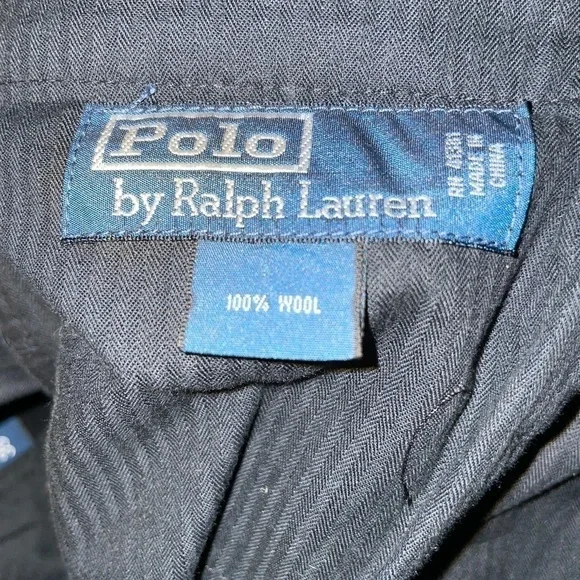 Polo
by Ralph Lauren
RN 41381
MADE IN
CHINA
100% WOOL